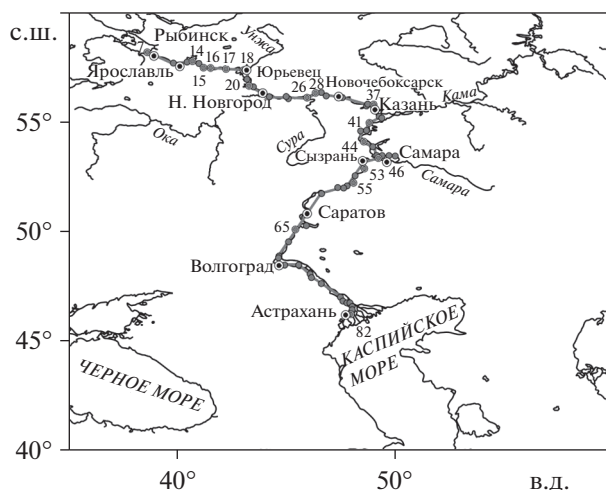 с.ш.
Рыбинск
Унжа
7
14
16
17
18
Ярославль
15
Юрьевец
20
26
28
Новочебоксарск
37
Кама
Н. Новгород
Казань
55°
41
Ока
Сура
44
Самара
Сызрань
53
46
Самара
55
Саратов
50°
65
Волгоград
Астрахань
82
45°
КАСПИЙСКОЕ
МОРЕ
ЧЕРНОЕ МОРЕ
40°
40°
50°
в.д.